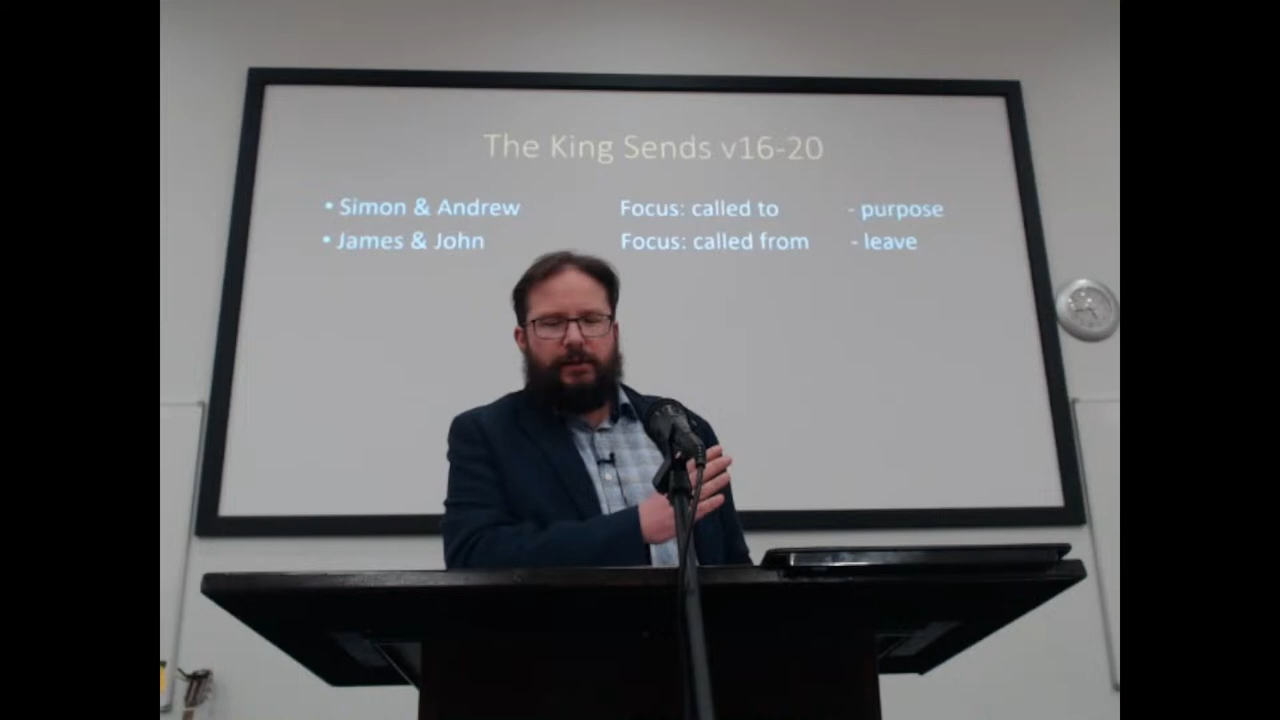 The King Sends v16-20
• Simon & Andrew Focus: called to - purpose
• James & John Focus: called from - leave